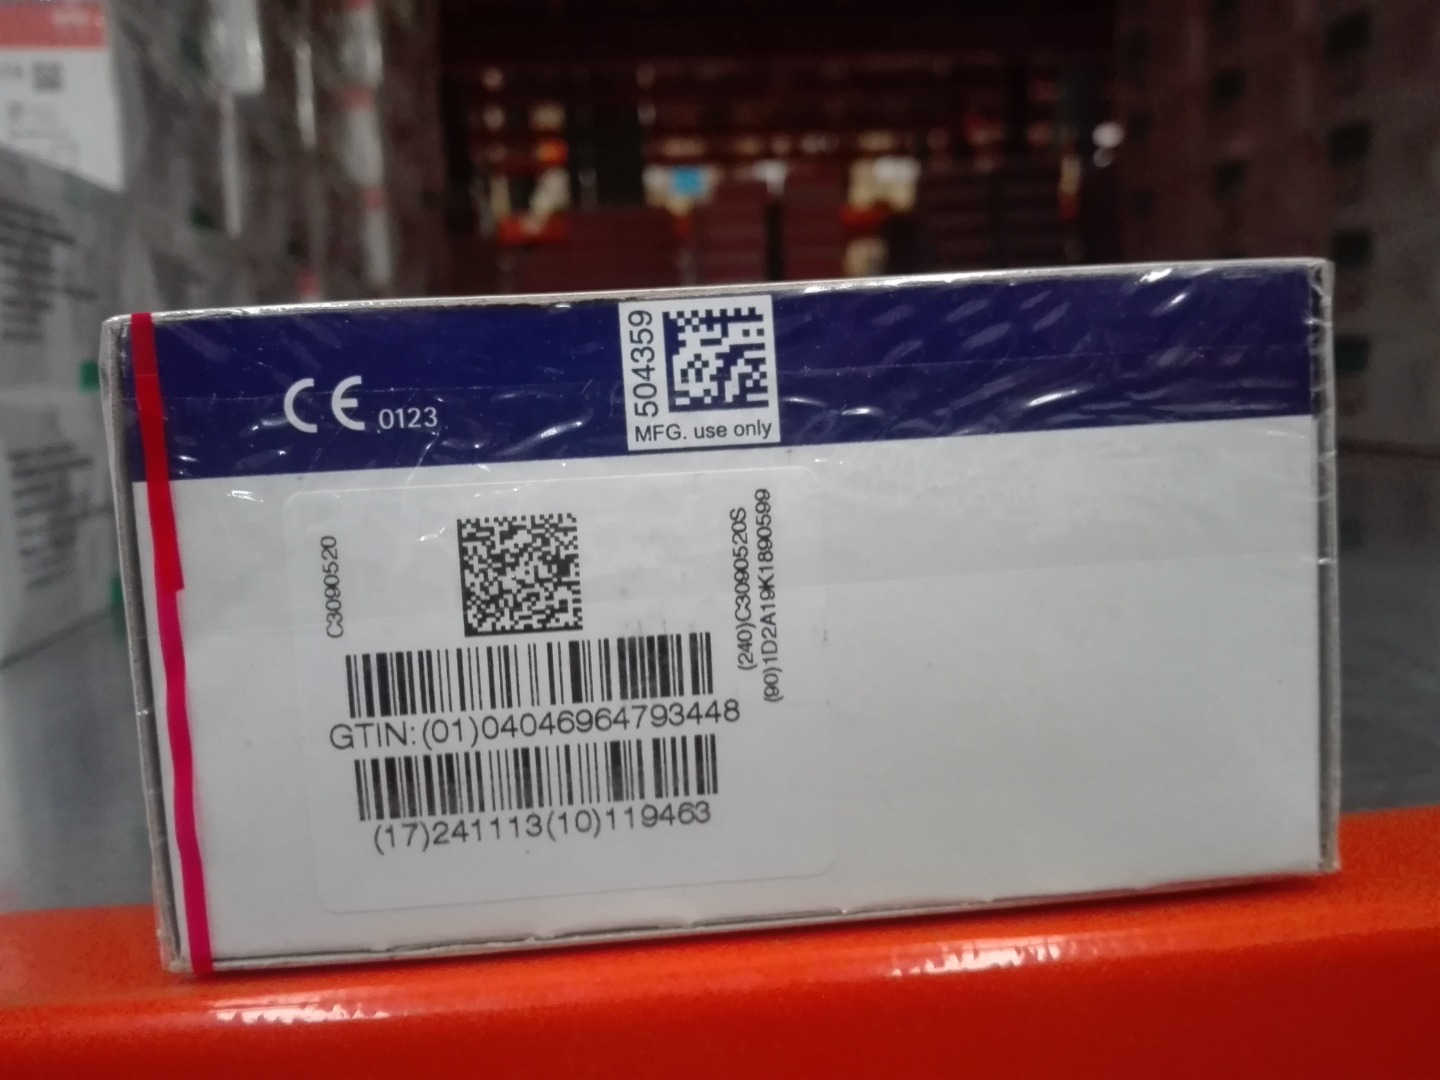 CE 0123
504359
MFG. use only
C3090520
(240)C3090520S
(90)1D2A19K1890599
GTIN:(01)04046964793448
(17)241113(10)119463